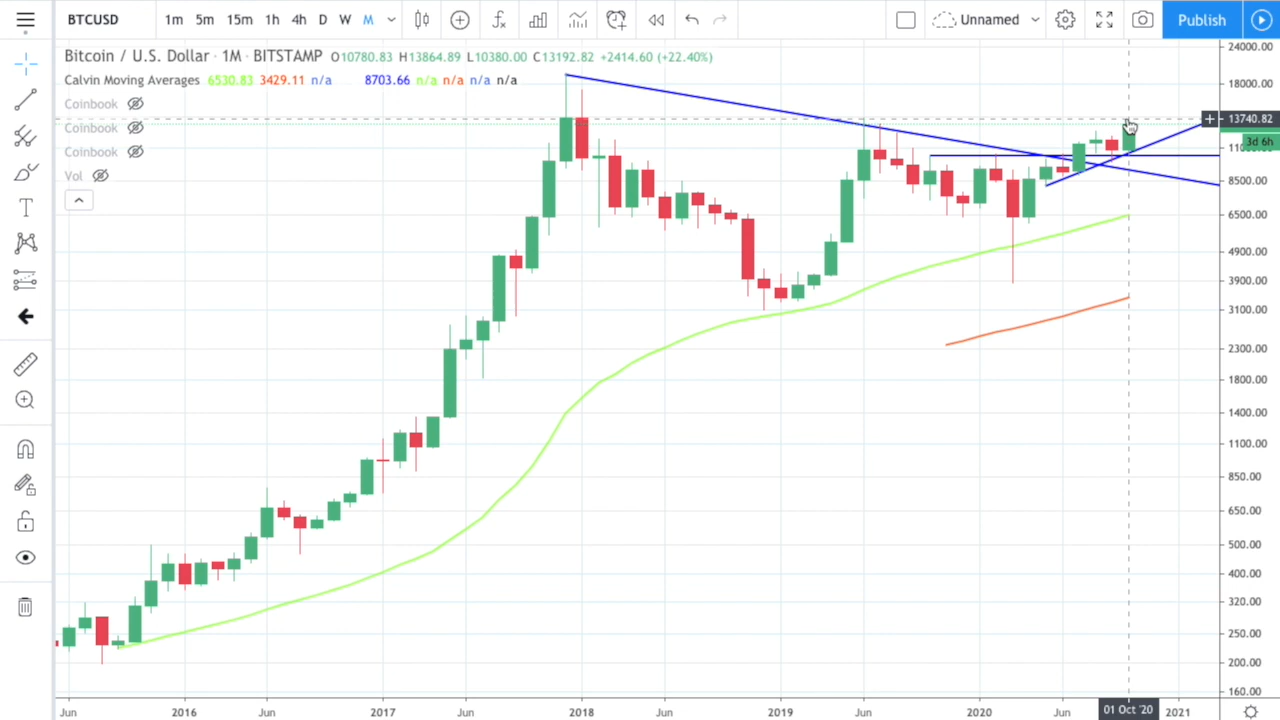 BTCUSD 1m 5m 15m 1h 4h D W M Unnamed Publish
Bitcoin / U.S. Dollar · 1M · BITSTAMP O10780.83 H13864.89 L10380.00 C13192.82 +2414.60 (+22.40%)
Calvin Moving Averages 6530.83 3429.11 n/a 8703.66 n/a n/a n/a n/a
Coinbook
Coinbook
Coinbook
Vol
24000.00
18000.00
13740.82
3d 6h
8500.00
6500.00
4900.00
3900.00
3100.00
2300.00
1800.00
1400.00
1100.00
850.00
650.00
500.00
400.00
320.00
250.00
200.00
160.00
Jun 2016 Jun 2017 Jun 2018 Jun 2019 Jun 2020 Jun 01 Oct '20 2021